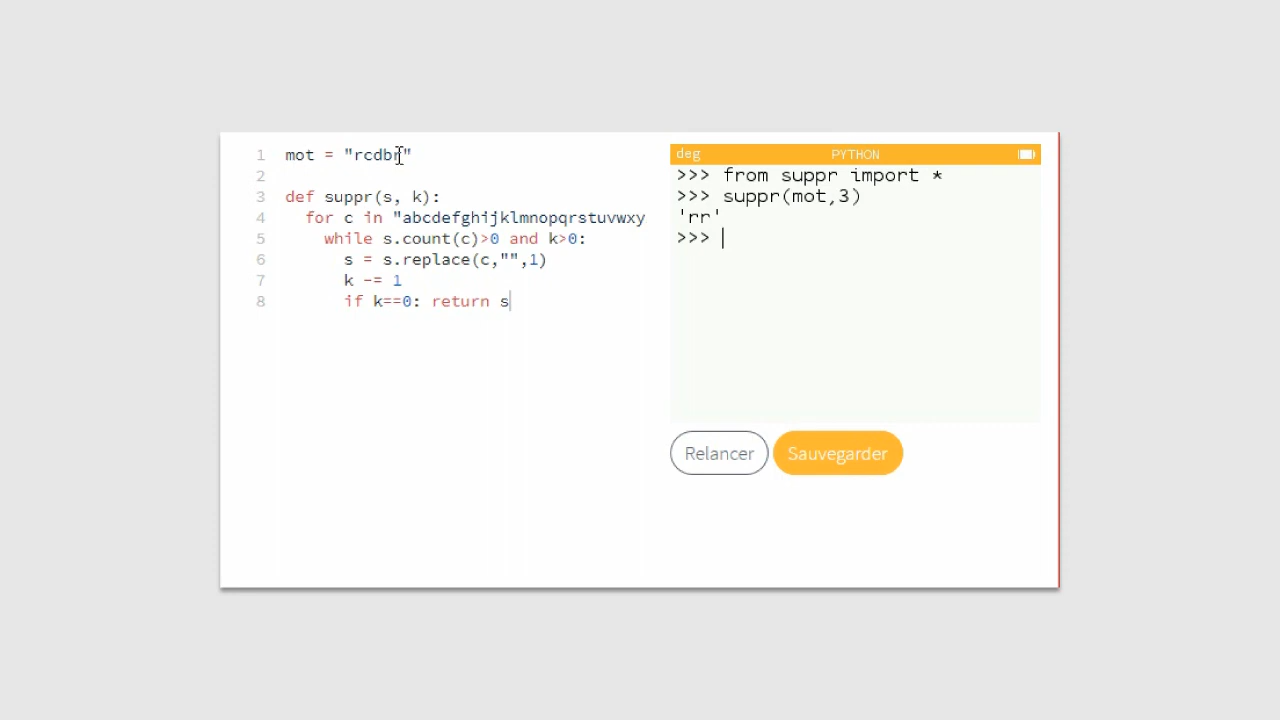 1 mot = "rcdbr"
2
3 def suppr(s, k):
4 for c in "abcdefghijklmnopqrstuvwxy
5 while s.count(c)>0 and k>0:
6 s = s.replace(c,"",1)
7 k -= 1
8 if k==0: return s
deg PYTHON
>>> from suppr import *
>>> suppr(mot,3)
'rr'
>>>
Relancer Sauvegarder